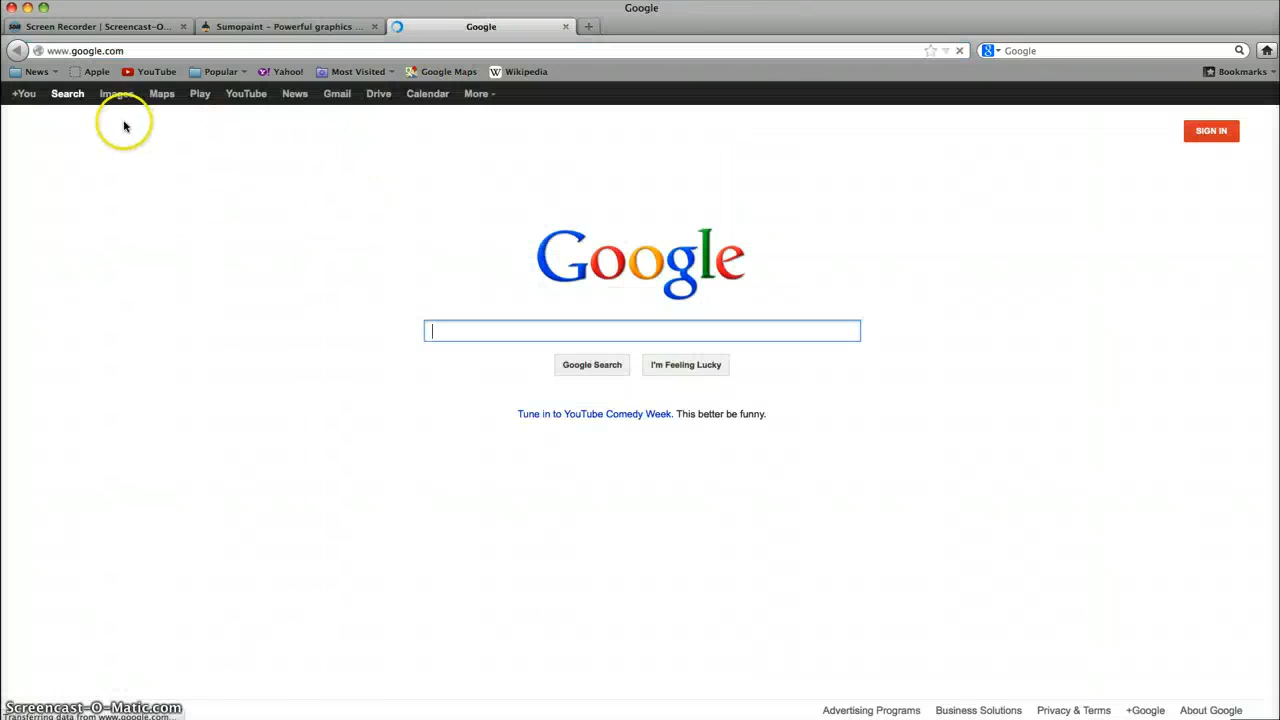 Google
Screen Recorder | Screencast-O... Sumopaint - Powerful graphics ... Google
www.google.com Google
News Apple YouTube Popular Yahoo! Most Visited Google Maps Wikipedia Bookmarks
+You Search Images Maps Play YouTube News Gmail Drive Calendar More
SIGN IN
Google
Google Search I'm Feeling Lucky
Tune in to YouTube Comedy Week. This better be funny.
Screencast-O-Matic.com
Transferring data from www.google.com...
Advertising Programs Business Solutions Privacy & Terms +Google About Google